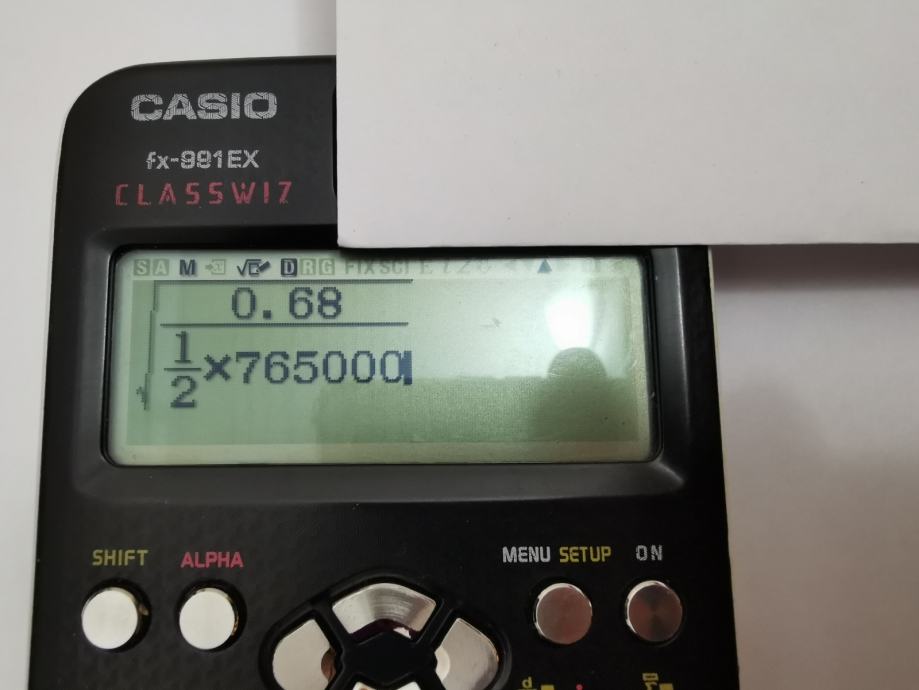 CASIO
fx-991EX
CLASSWIZ
M √ D
0.68
1/2×765000
SHIFT ALPHA MENU SETUP ON